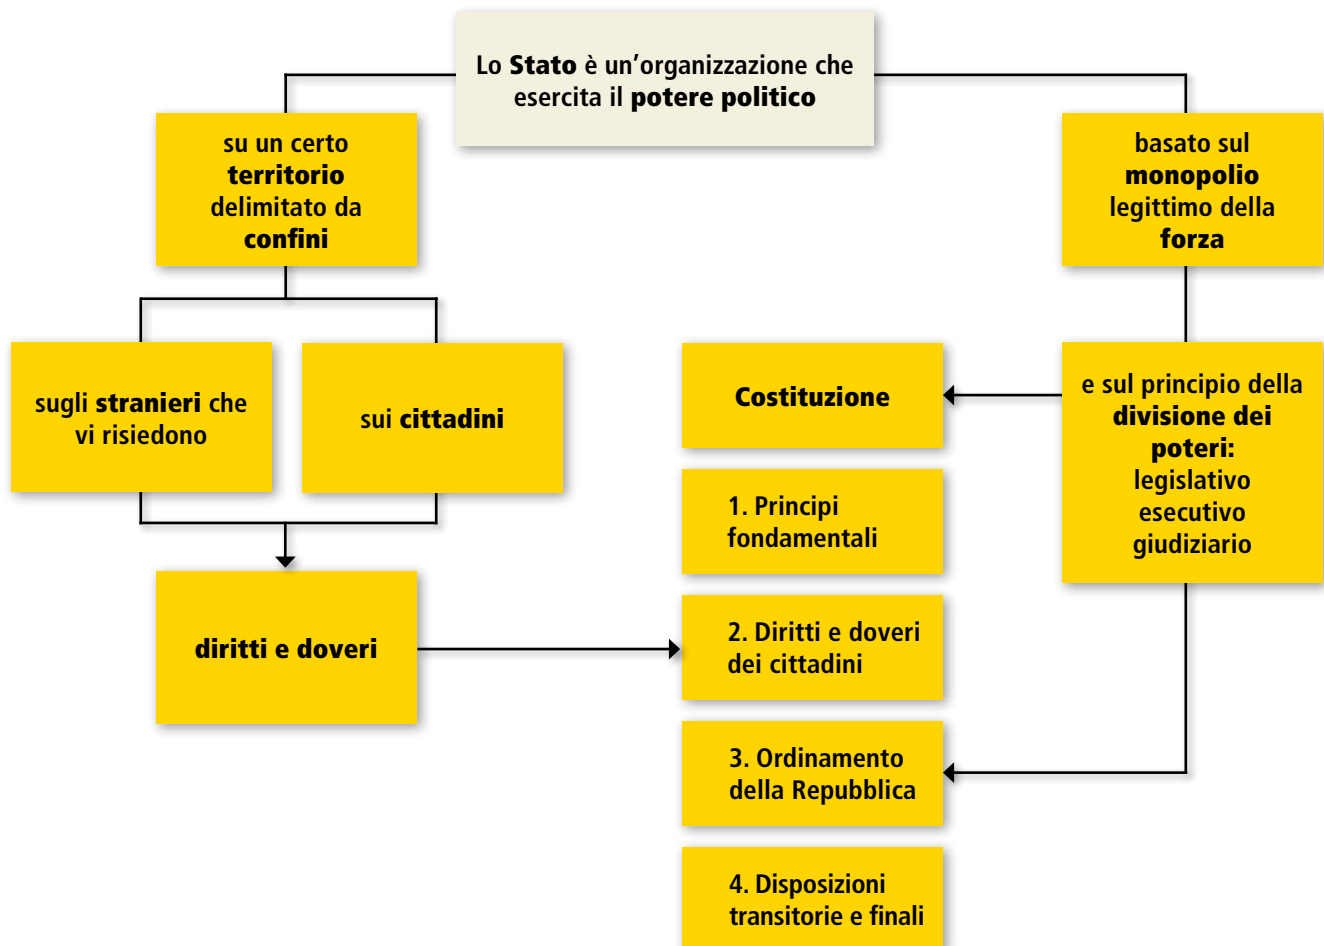 Lo Stato è un’organizzazione che
esercita il potere politico
su un certo
territorio
delimitato da
confini
basato sul
monopolio
legittimo della
forza
sugli stranieri che
vi risiedono
sui cittadini
Costituzione
e sul principio della
divisione dei
poteri:
legislativo
esecutivo
giudiziario
1. Principi
fondamentali
diritti e doveri
2. Diritti e doveri
dei cittadini
3. Ordinamento
della Repubblica
4. Disposizioni
transitorie e finali